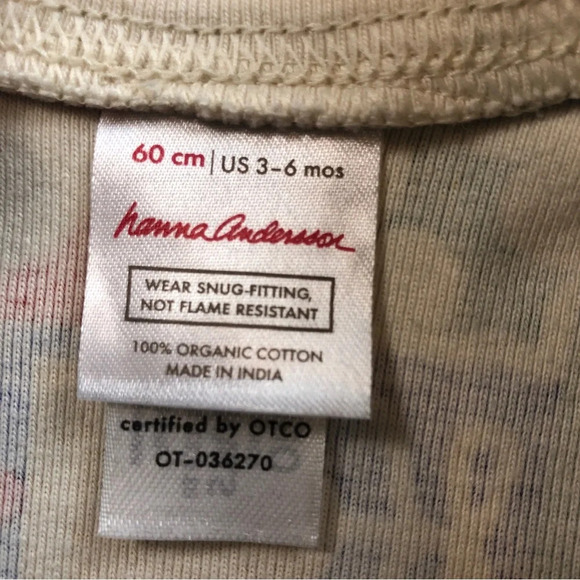 60 cm | US 3-6 mos
hanna Andersson
WEAR SNUG-FITTING,
NOT FLAME RESISTANT
100% ORGANIC COTTON
MADE IN INDIA
certified by OTCO
OT-036270